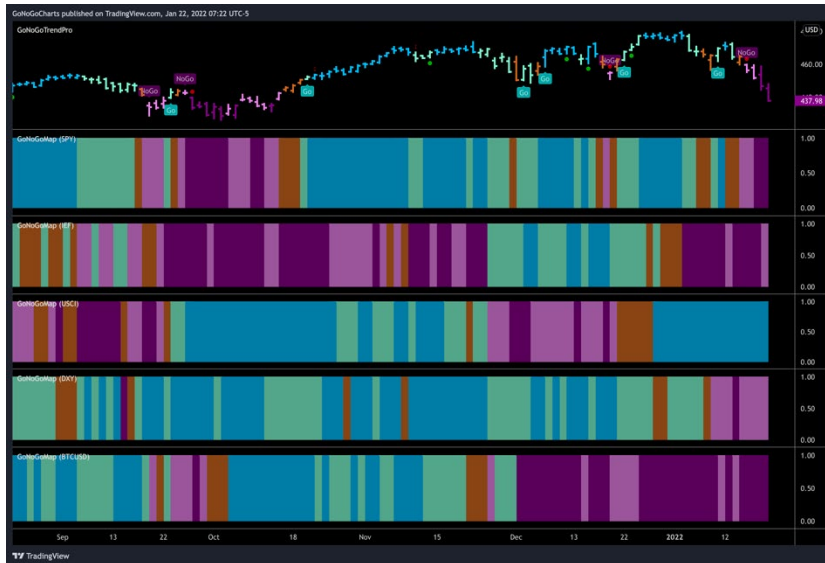 GoNoGoCharts published on TradingView.com, Jan 22, 2022 07:22 UTC-5
GoNoGoTrendPro
USD
NoGo
NoGo
Go
Go
Go
Go
NoGo
Go
Go
NoGo
460.00
437.98
GoNoGoMap (SPY)
1.00
0.50
0.00
GoNoGoMap (IEF)
1.00
0.50
0.00
GoNoGoMap (USCI)
1.00
0.50
0.00
GoNoGoMap (DXY)
1.00
0.50
0.00
GoNoGoMap (BTCUSD)
1.00
0.50
0.00
Sep 13 22 Oct 18 Nov 15 Dec 13 22 2022 12
TradingView